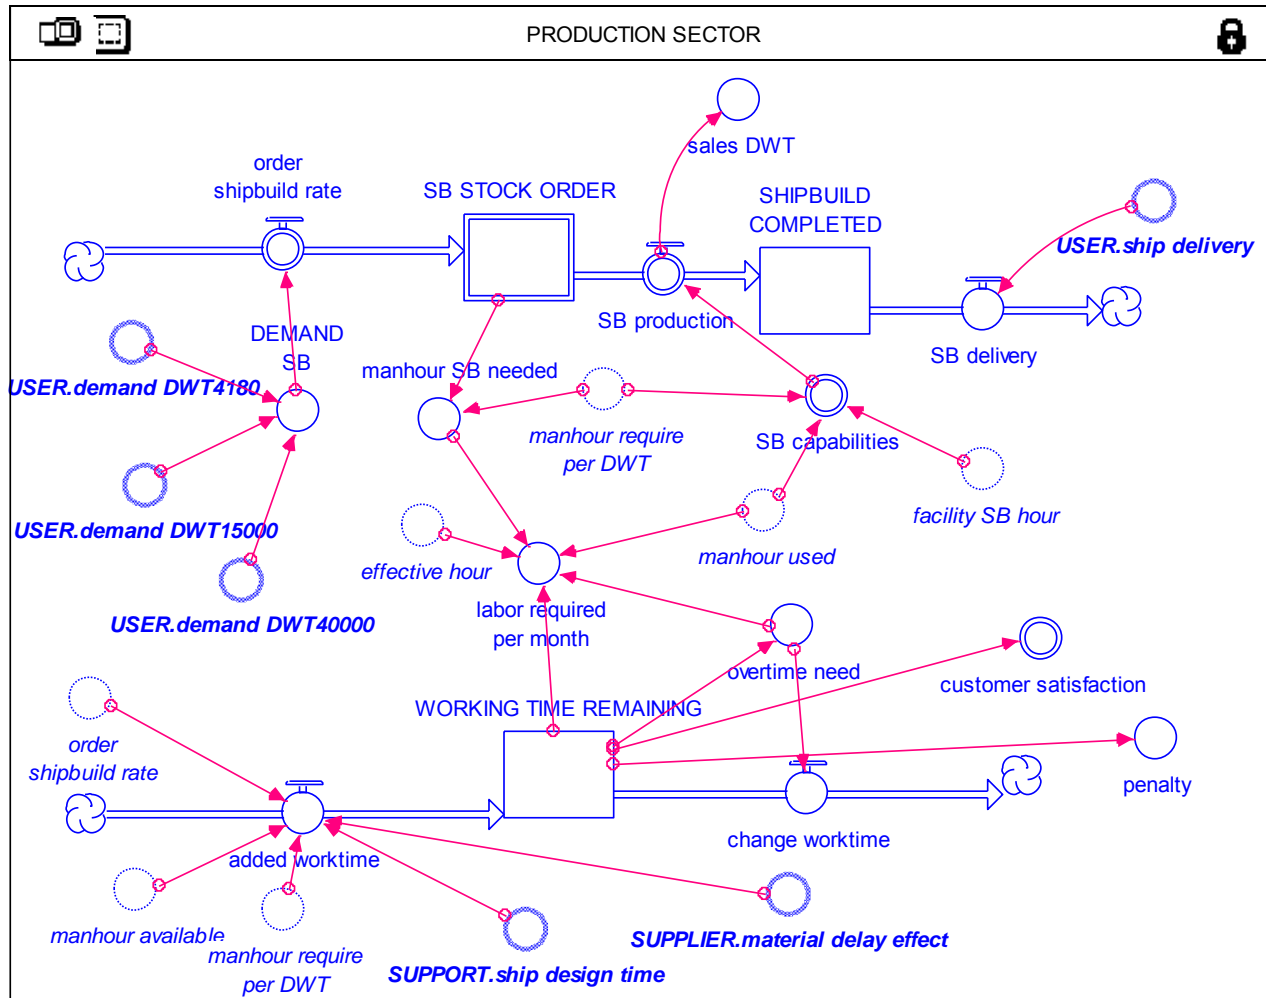 PRODUCTION SECTOR
sales DWT
order
shipbuild rate
SB STOCK ORDER
SHIPBUILD
COMPLETED
USER.ship delivery
SB production
SB delivery
DEMAND
SB
USER.demand DWT4180
manhour SB needed
manhour require
per DWT
SB capabilities
USER.demand DWT15000
facility SB hour
effective hour
manhour used
labor required
per month
USER.demand DWT40000
overtime need
customer satisfaction
WORKING TIME REMAINING
order
shipbuild rate
penalty
added worktime
change worktime
manhour available
manhour require
per DWT
SUPPORT.ship design time
SUPPLIER.material delay effect